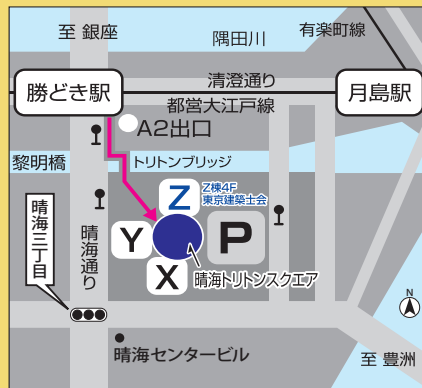 至 銀座
隅田川
有楽町線
清澄通り
勝どき駅
都営大江戸線
月島駅
A2出口
黎明橋
トリトンブリッジ
Z
Z棟4F
東京建築士会
Y
P
X
晴海トリトンスクエア
晴海三丁目
晴海通り
N
晴海センタービル
至 豊洲